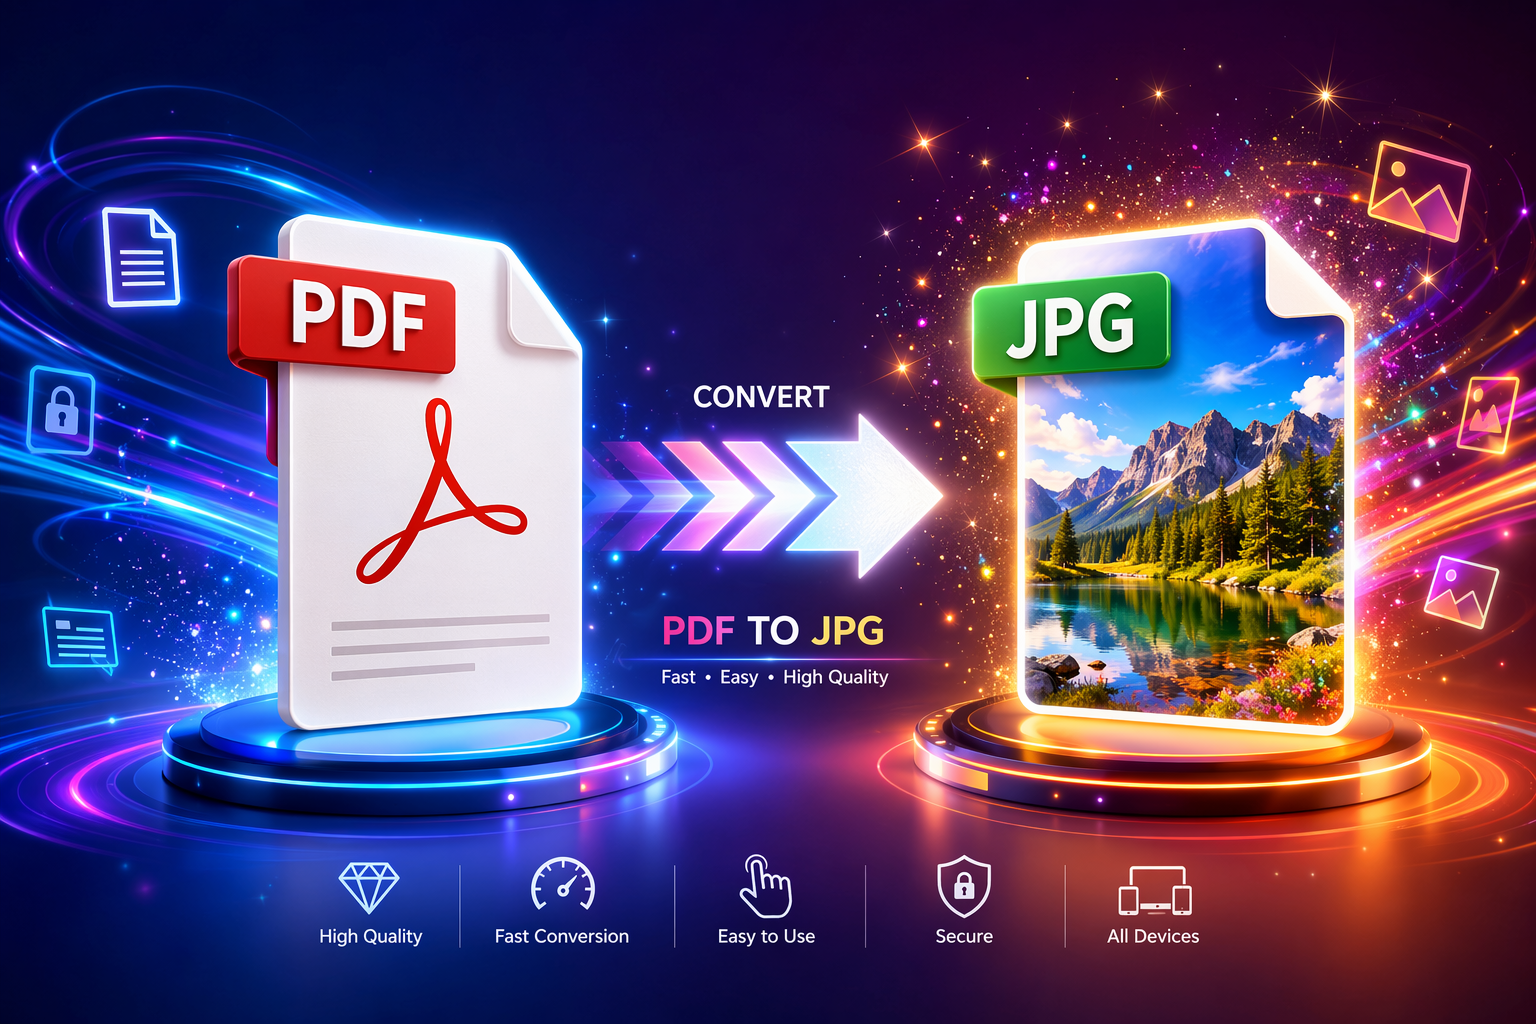 PDF
JPG
CONVERT
PDF TO JPG
Fast • Easy • High Quality
High Quality
Fast Conversion
Easy to Use
Secure
All Devices